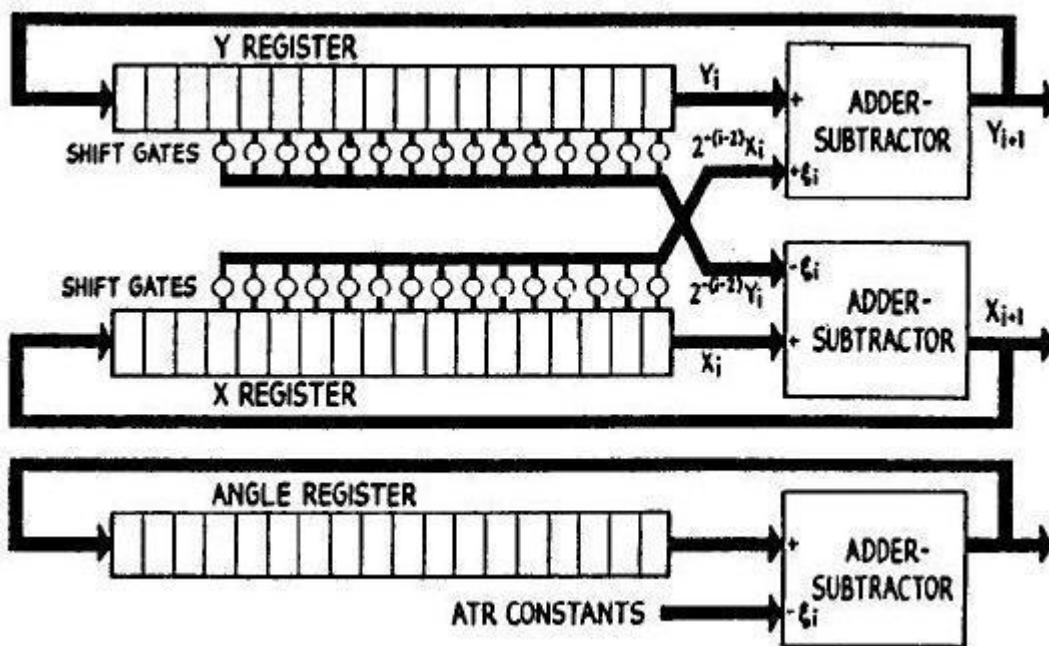 Y REGISTER
Yᵢ
+
ADDER-
SUBTRACTOR
Yᵢ₊₁
SHIFT GATES
2⁻⁽ⁱ⁻²⁾Xᵢ
+ξᵢ
-ξᵢ
SHIFT GATES
2⁻⁽ⁱ⁻²⁾Yᵢ
ADDER-
SUBTRACTOR
Xᵢ₊₁
+
Xᵢ
X REGISTER
ANGLE REGISTER
+
ADDER-
SUBTRACTOR
ATR CONSTANTS
-ξᵢ